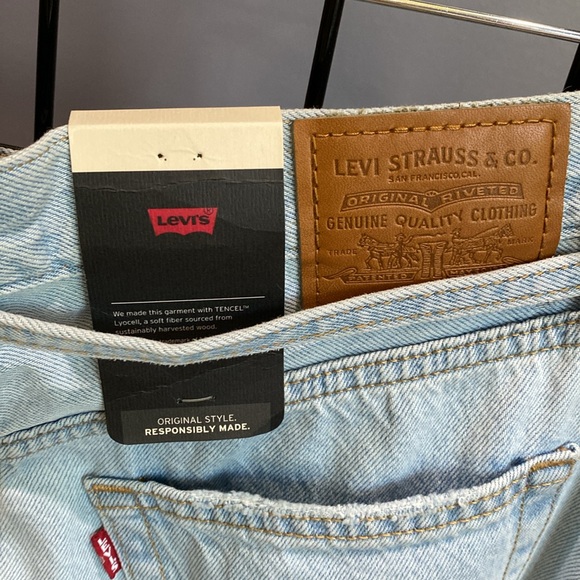 Levi's®
We made this garment with TENCEL™
Lyocell, a soft fiber sourced from
sustainably harvested wood.
ORIGINAL STYLE.
RESPONSIBLY MADE.
LEVI STRAUSS & CO.
SAN FRANCISCO, CAL.
ORIGINAL RIVETED
GENUINE QUALITY CLOTHING
TRADE MARK
PATENTED